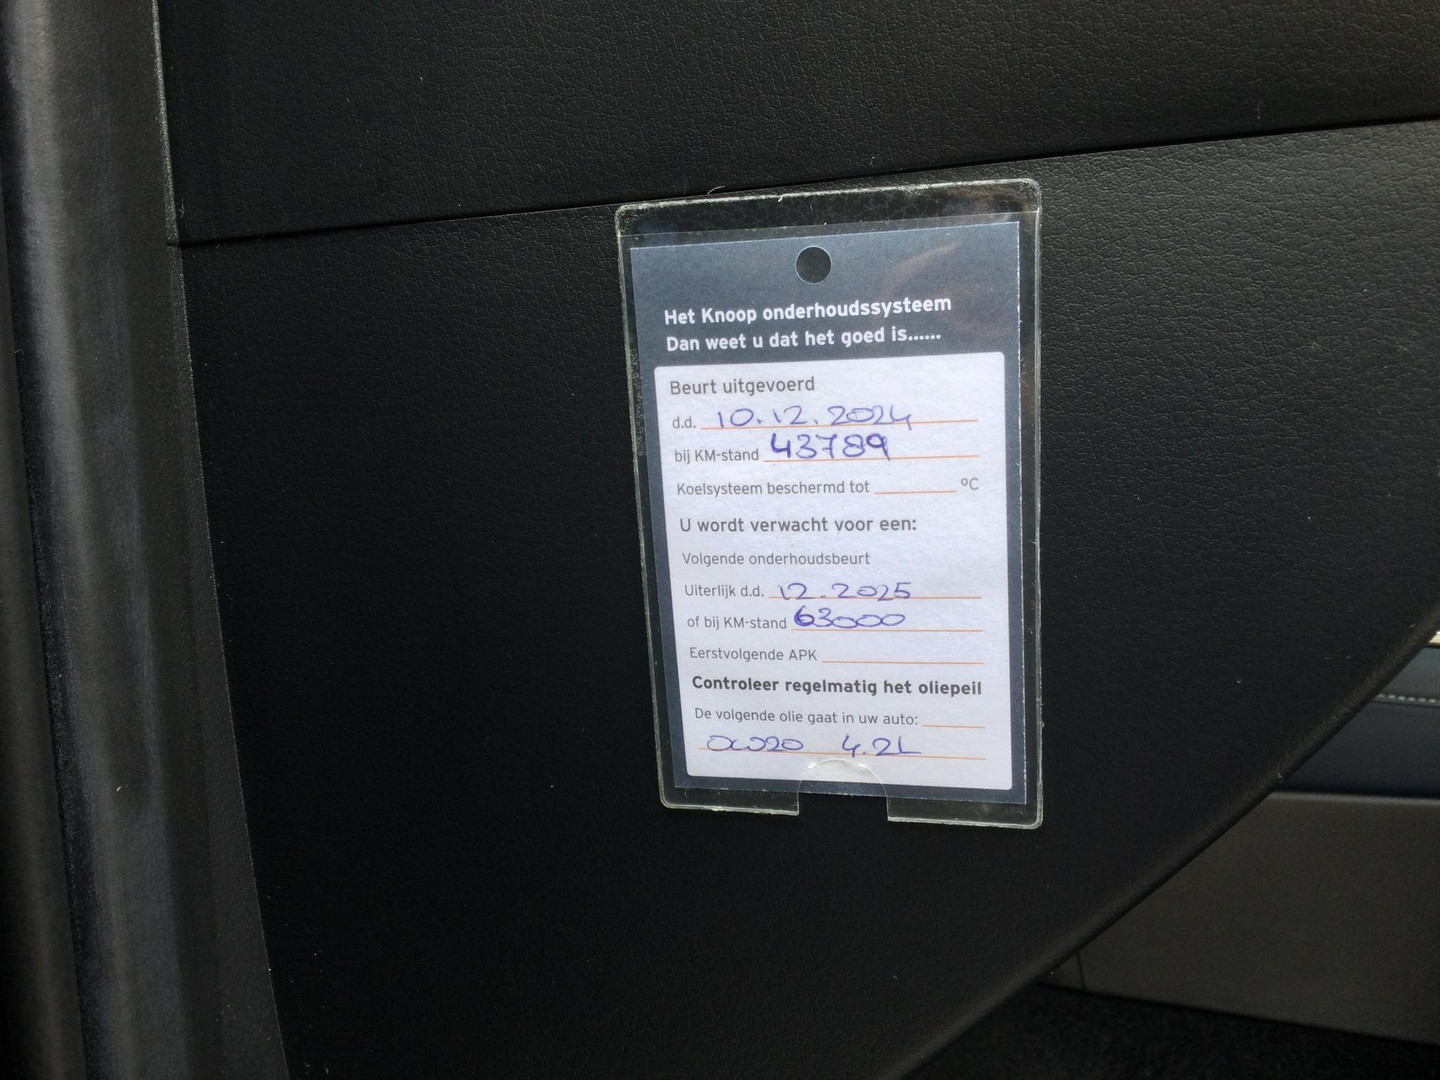 Het Knoop onderhoudssysteem
Dan weet u dat het goed is......
Beurt uitgevoerd
d.d. 10.12.2024
bij KM-stand 43789
Koelsysteem beschermd tot ºC
U wordt verwacht voor een:
Volgende onderhoudsbeurt
Uiterlijk d.d. 12.2025
of bij KM-stand 63000
Eerstvolgende APK
Controleer regelmatig het oliepeil
De volgende olie gaat in uw auto:
0W20 4.2L